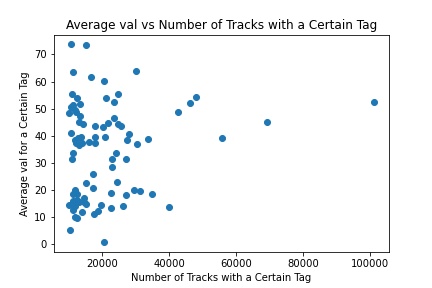 Average val vs Number of Tracks with a Certain Tag
Average val for a Certain Tag
70
60
50
40
30
20
10
0
20000 40000 60000 80000 100000
Number of Tracks with a Certain Tag